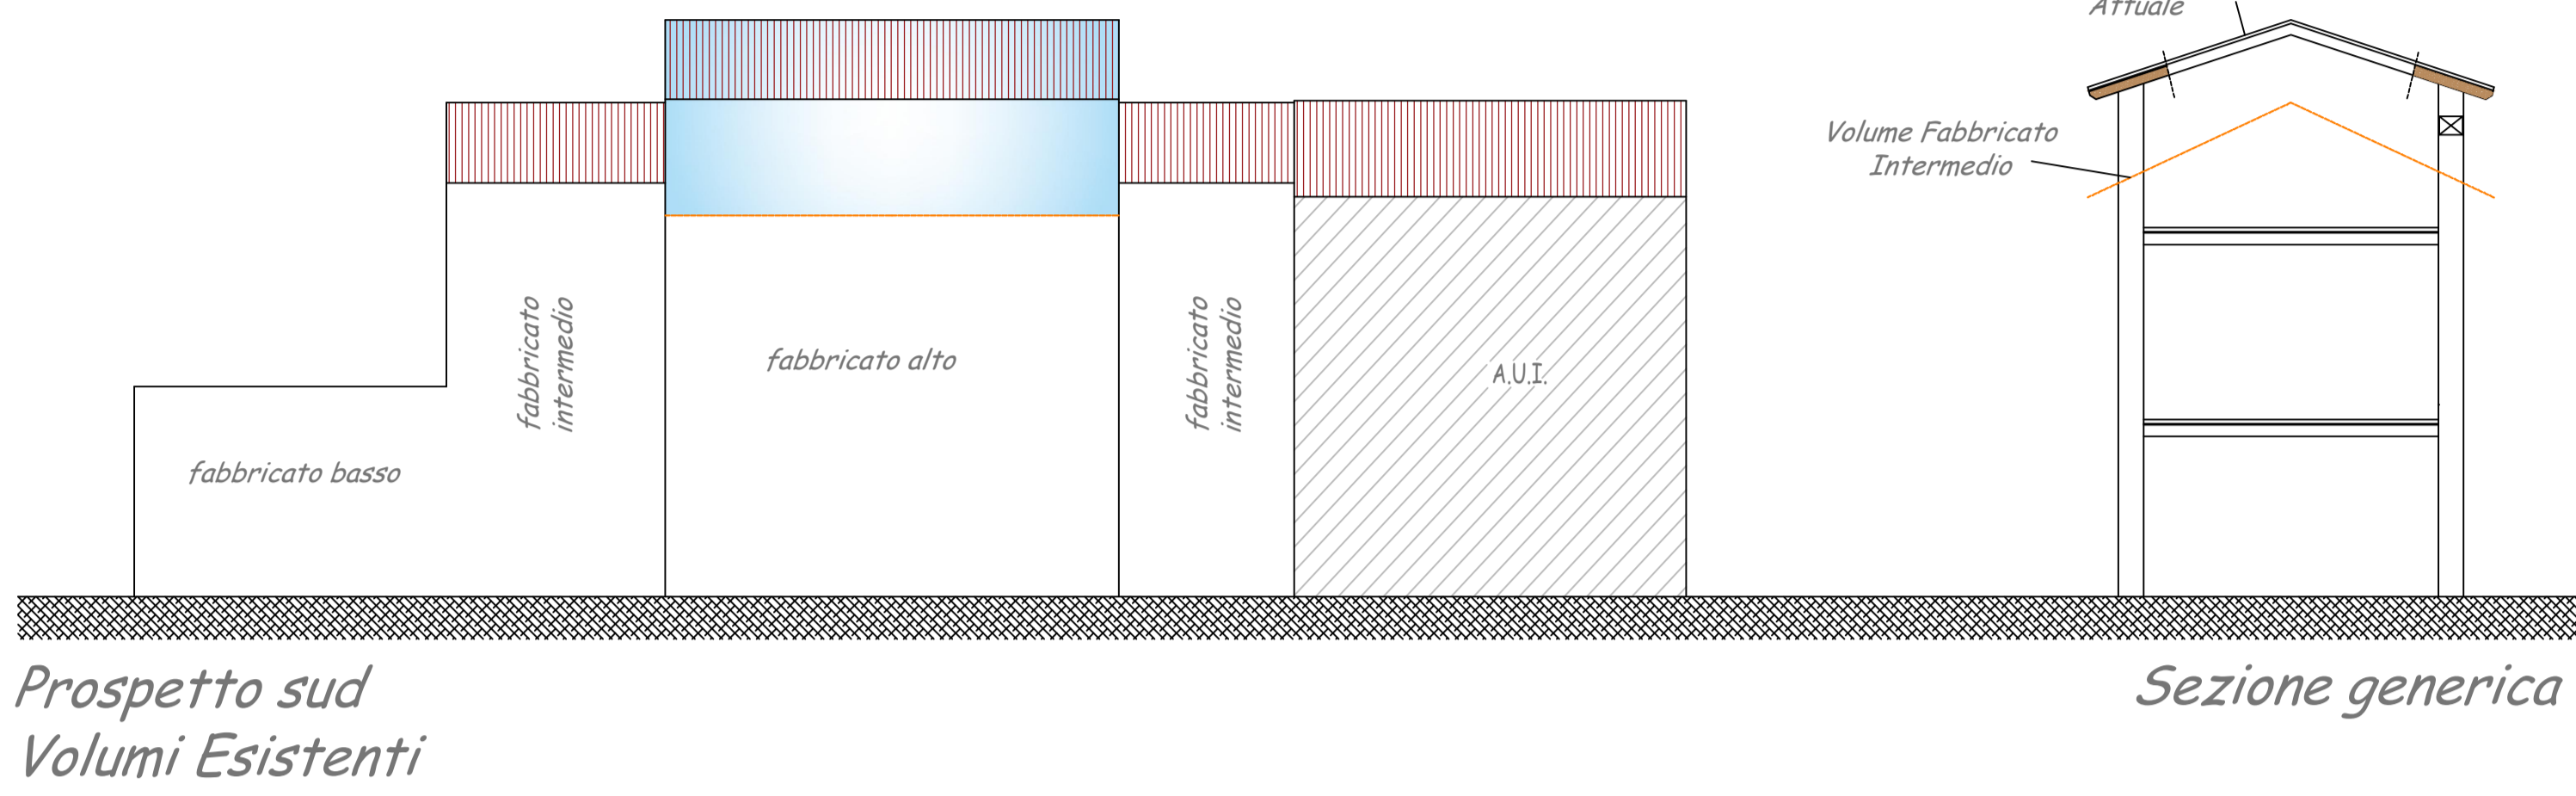 Attuale
Volume Fabbricato
Intermedio
fabbricato
intermedio
fabbricato alto
fabbricato
intermedio
A.U.I.
fabbricato basso
Prospetto sud
Volumi Esistenti
Sezione generica